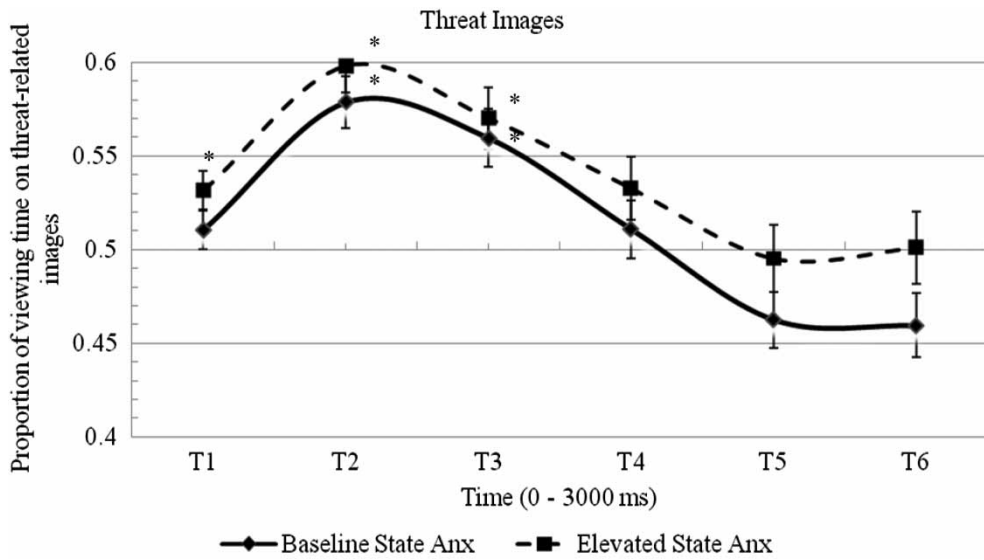 Threat Images
Proportion of viewing time on threat-related
images
0.6
0.55
0.5
0.45
0.4
*
*
*
*
*
T1 T2 T3 T4 T5 T6
Time (0 - 3000 ms)
Baseline State Anx Elevated State Anx